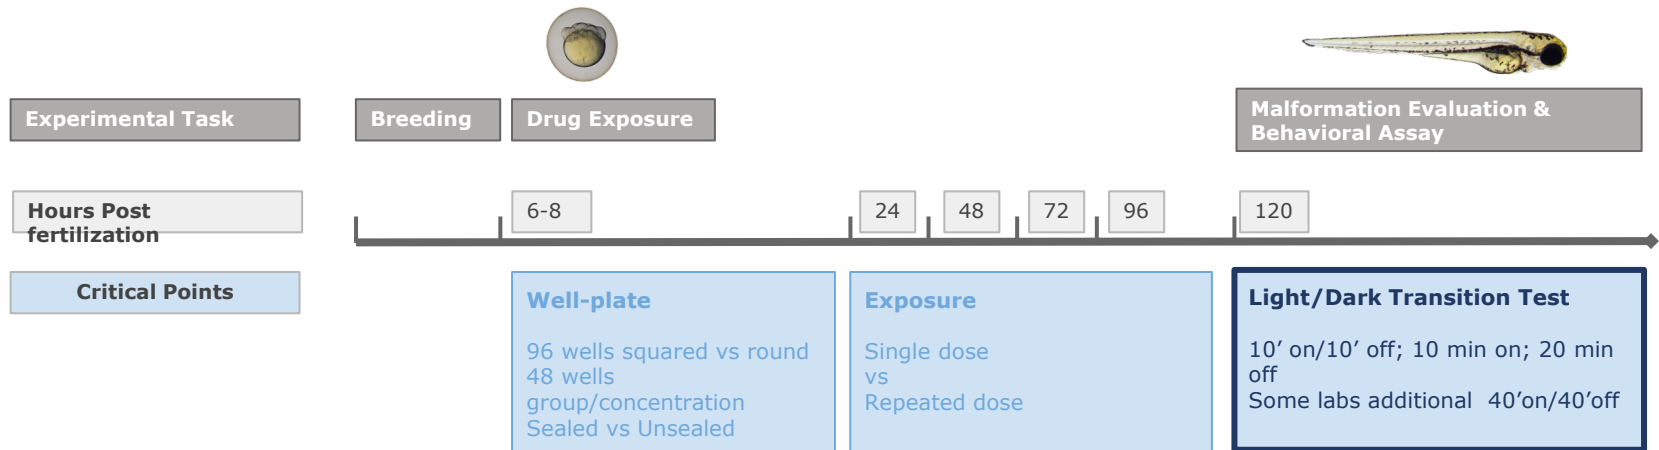 Experimental Task
Breeding
Drug Exposure
Malformation Evaluation &
Behavioral Assay
Hours Post
fertilization
6-8
24
48
72
96
120
Critical Points
Well-plate
96 wells squared vs round
48 wells
group/concentration
Sealed vs Unsealed
Exposure
Single dose
vs
Repeated dose
Light/Dark Transition Test
10’ on/10’ off; 10 min on; 20 min
off
Some labs additional  40’on/40’off